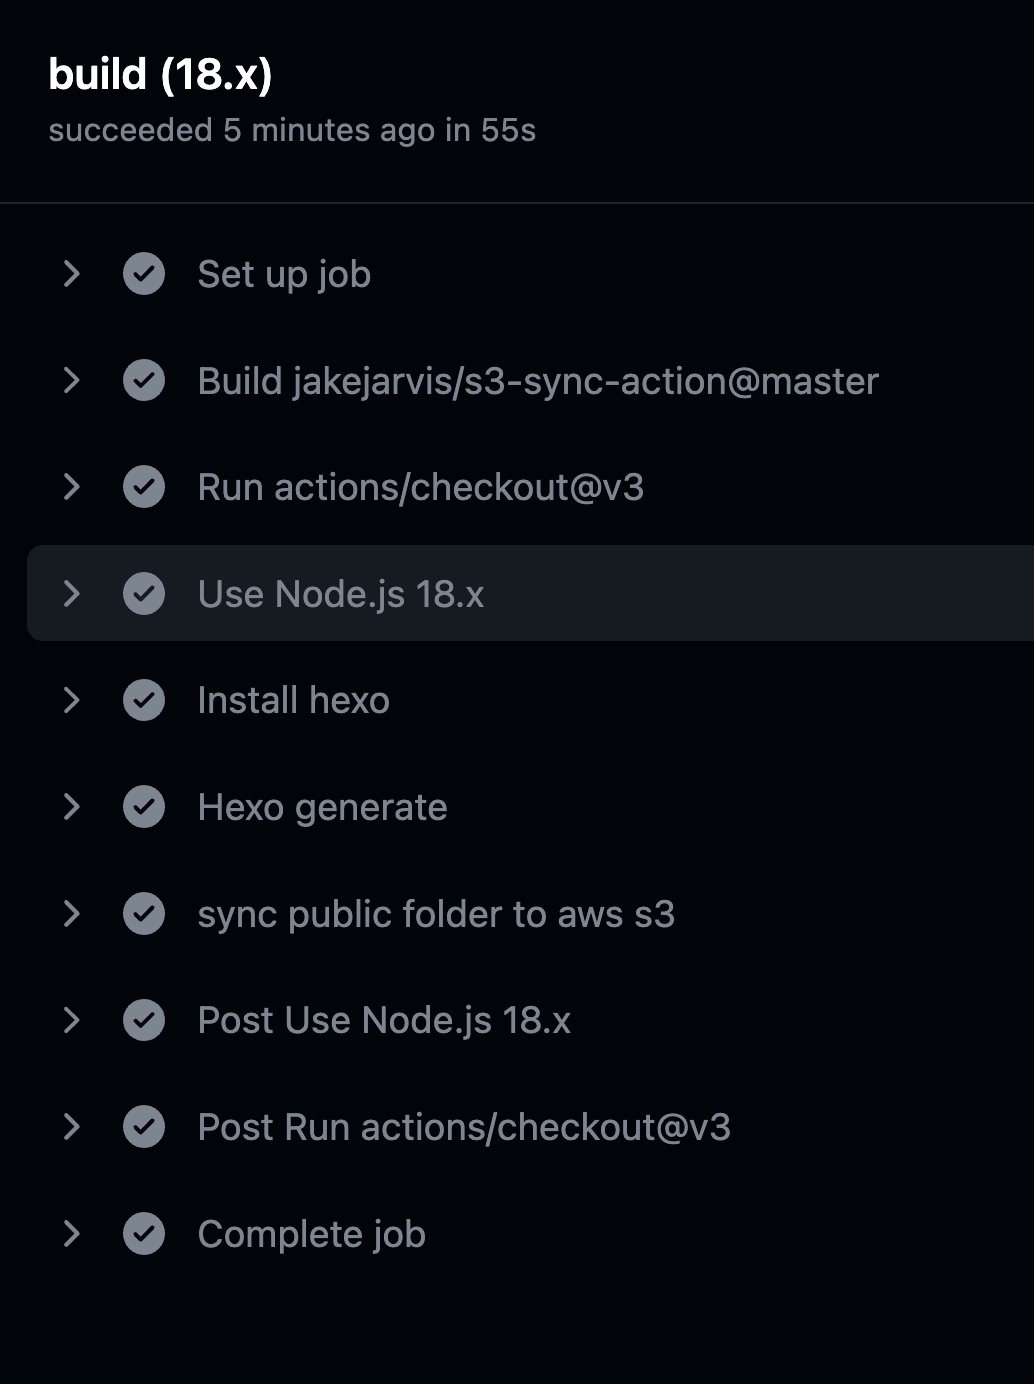 build (18.x)
succeeded 5 minutes ago in 55s
Set up job
Build jakejarvis/s3-sync-action@master
Run actions/checkout@v3
Use Node.js 18.x
Install hexo
Hexo generate
sync public folder to aws s3
Post Use Node.js 18.x
Post Run actions/checkout@v3
Complete job